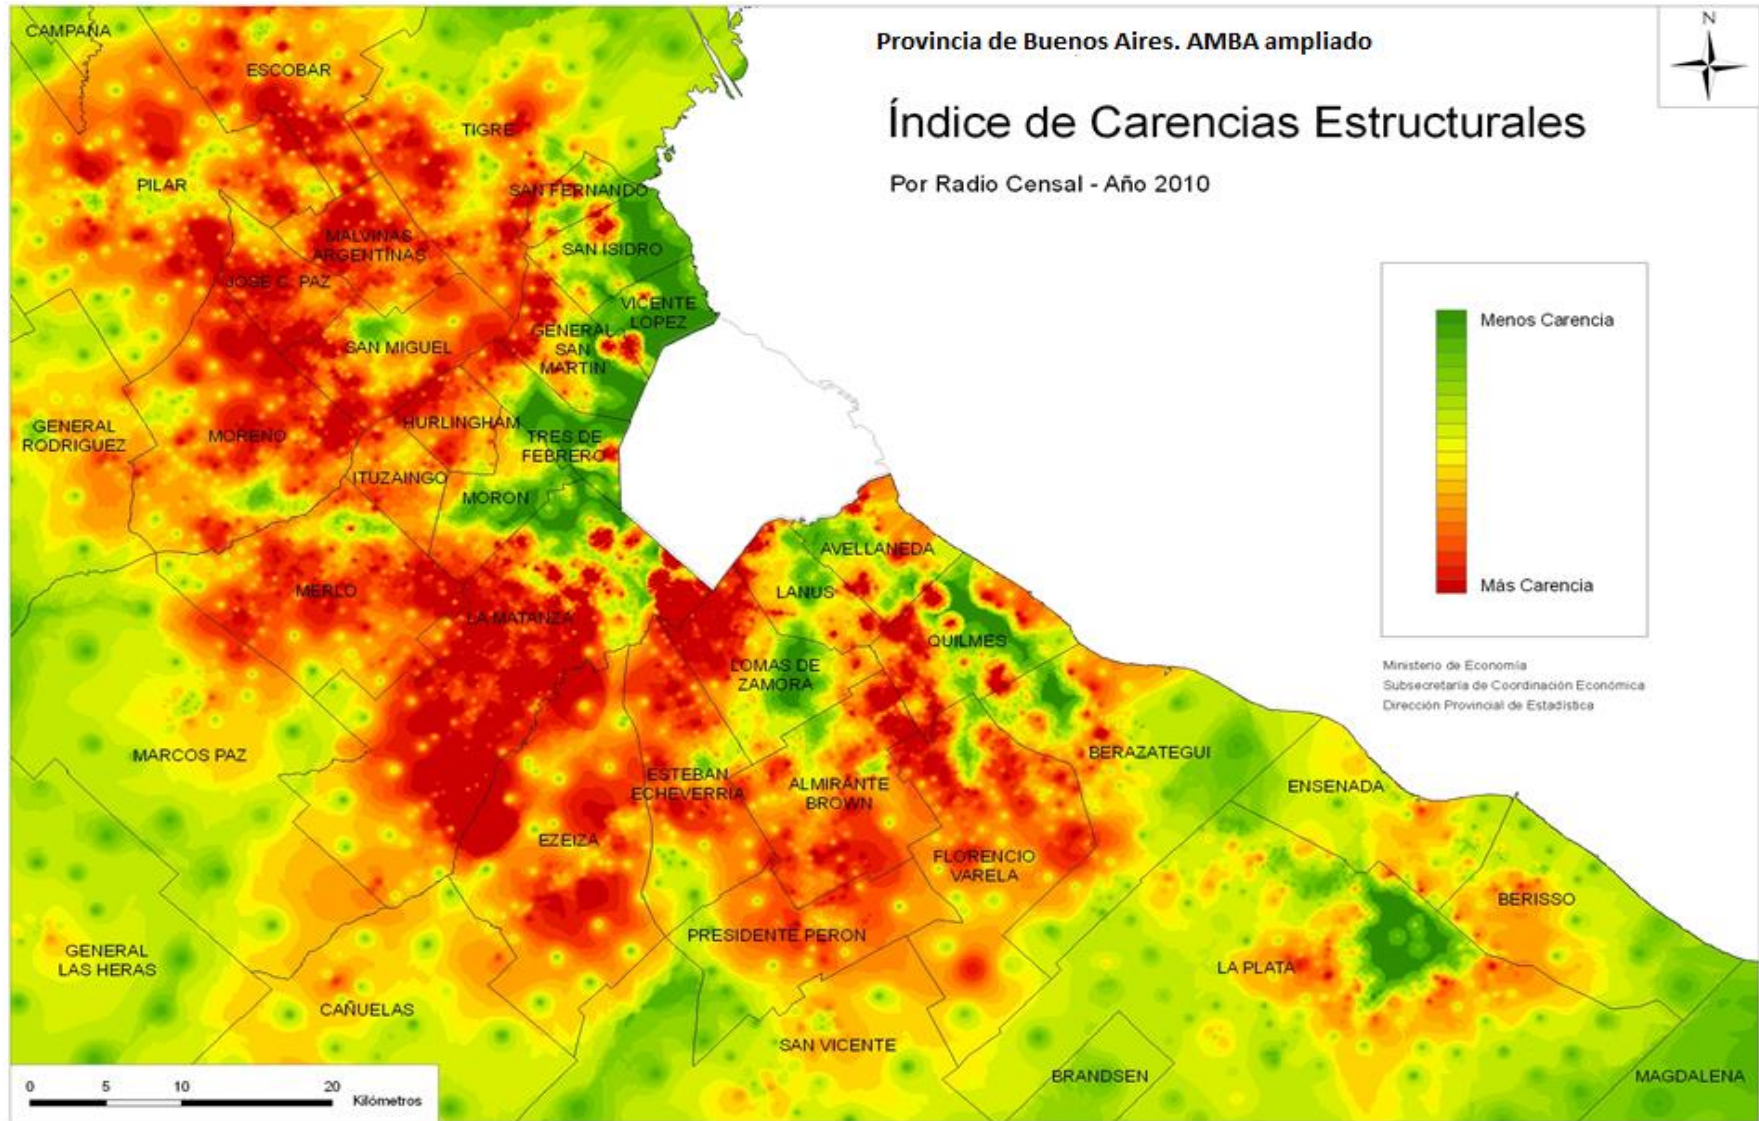 CAMPAÑA
ESCOBAR
Provincia de Buenos Aires. AMBA ampliado
N
Índice de Carencias Estructurales
Por Radio Censal - Año 2010
TIGRE
PILAR
SAN FERNANDO
MALVINAS
ARGENTINAS
SAN ISIDRO
JOSE C. PAZ
VICENTE
LOPEZ
GENERAL
SAN
MARTIN
SAN MIGUEL
Menos Carencia
Más Carencia
GENERAL
RODRIGUEZ
MORENO
HURLINGHAM
TRES DE
FEBRERO
ITUZAINGO
MORON
AVELLANEDA
MERLO
LANUS
LA MATANZA
QUILMES
LOMAS DE
ZAMORA
Ministerio de Economía
Subsecretaría de Coordinación Económica
Dirección Provincial de Estadística
MARCOS PAZ
BERAZATEGUI
ESTEBAN
ECHEVERRIA
ALMIRANTE
BROWN
ENSENADA
EZEIZA
FLORENCIO
VARELA
BERISSO
PRESIDENTE PERON
GENERAL
LAS HERAS
LA PLATA
CAÑUELAS
SAN VICENTE
BRANDSEN
MAGDALENA
0 5 10 20
Kilómetros